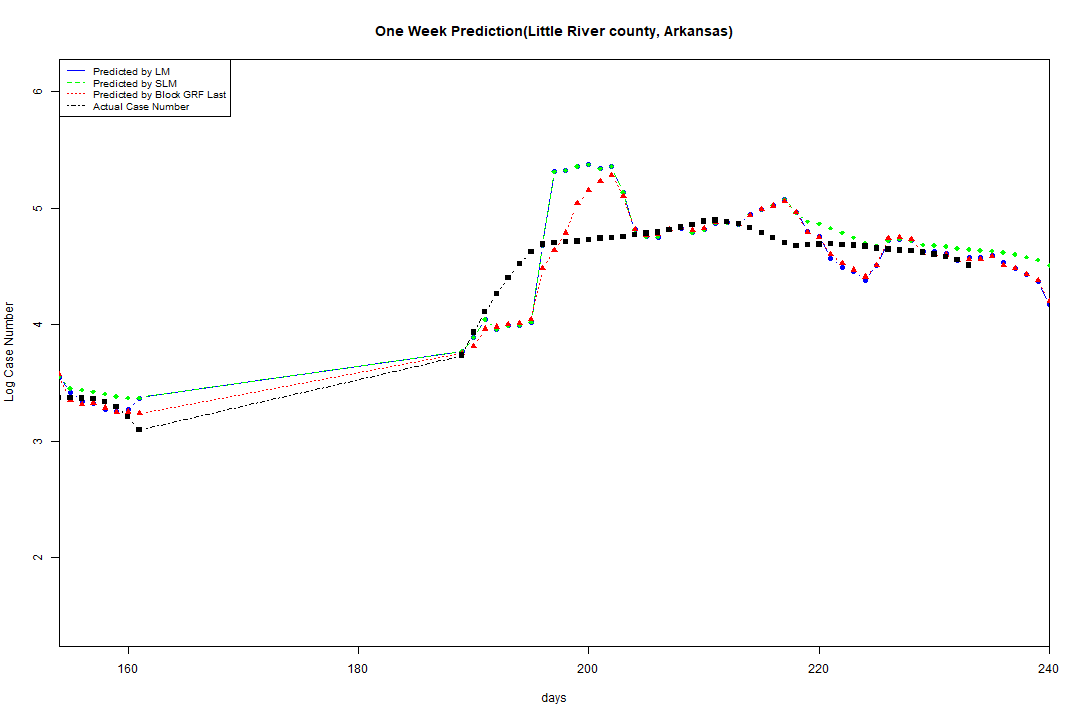 One Week Prediction(Little River county, Arkansas)
Predicted by LM
Predicted by SLM
Predicted by Block GRF Last
Actual Case Number
6
5
4
3
2
Log Case Number
160 180 200 220 240
days